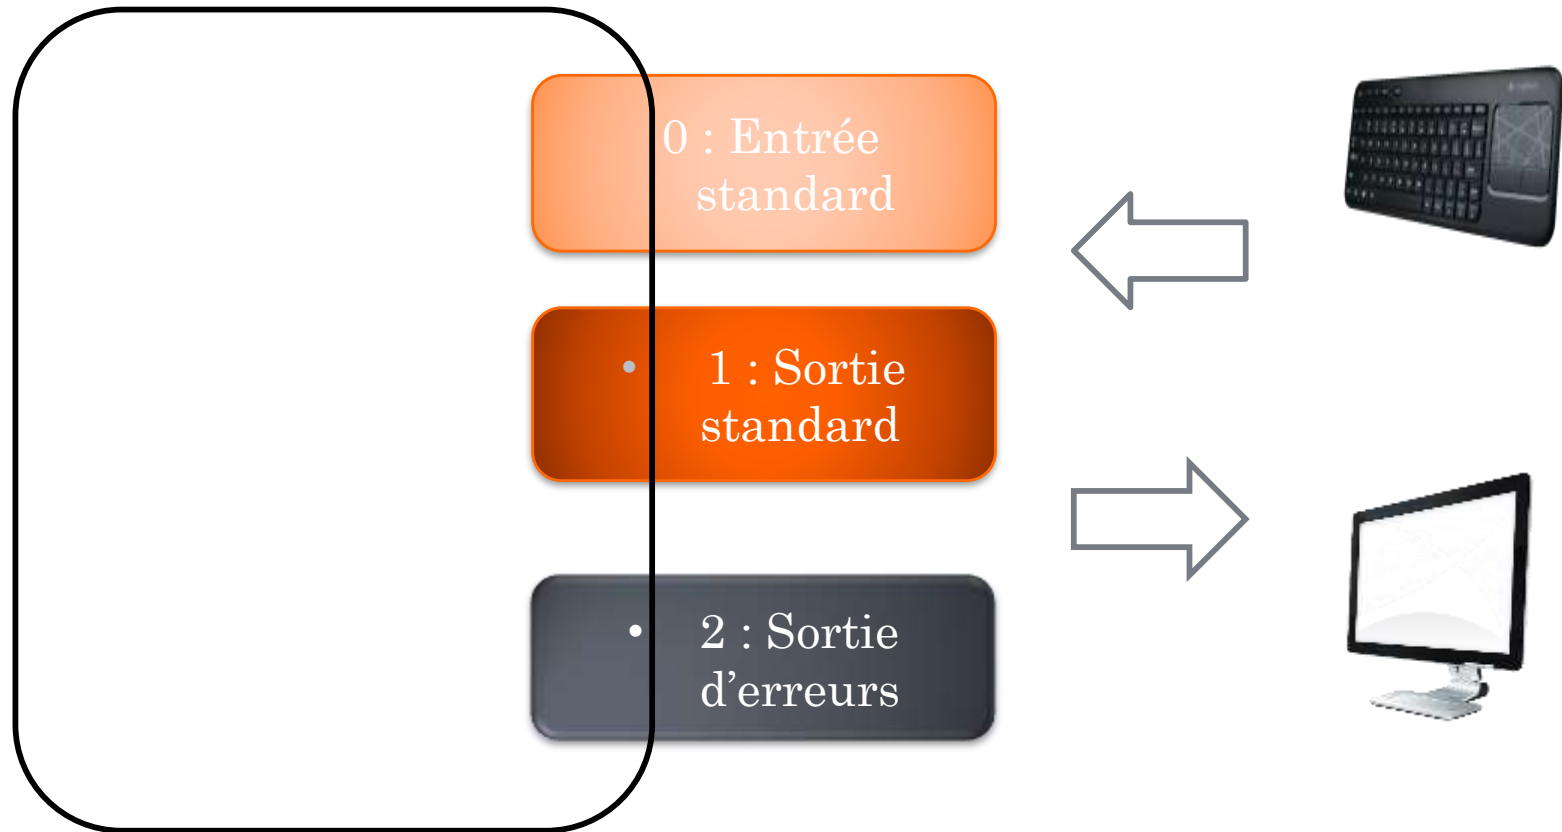 0 : Entrée
standard
• 1 : Sortie
standard
• 2 : Sortie
d’erreurs